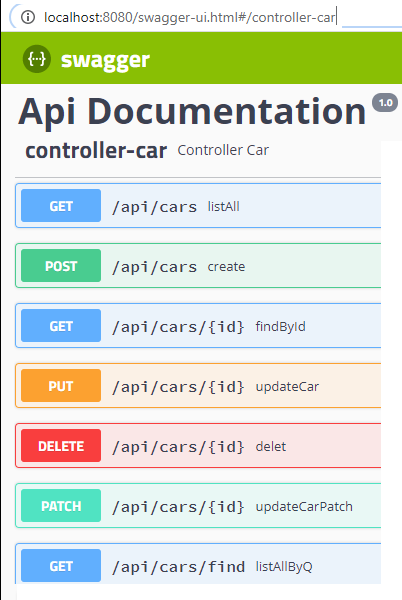 localhost:8080/swagger-ui.html#/controller-car
{··} swagger
Api Documentation 1.0
controller-car Controller Car
GET /api/cars listAll
POST /api/cars create
GET /api/cars/{id} findById
PUT /api/cars/{id} updateCar
DELETE /api/cars/{id} delet
PATCH /api/cars/{id} updateCarPatch
GET /api/cars/find listAllByQ